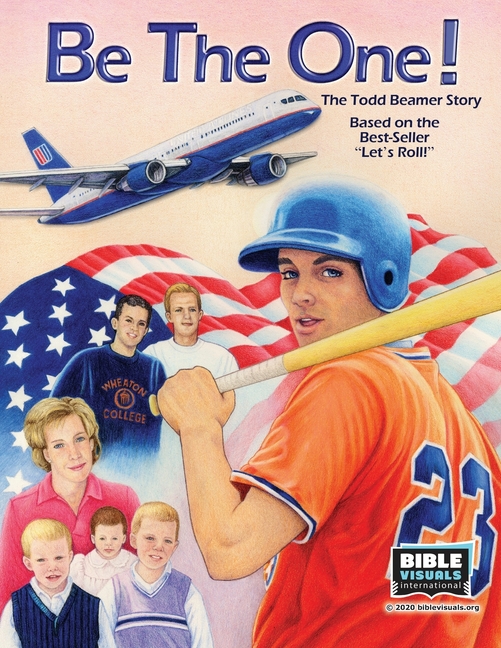 Be The One!
The Todd Beamer Story
Based on the
Best-Seller
“Let’s Roll!”
WHEATON
COLLEGE
23
BIBLE
VISUALS
international
© 2020 biblevisuals.org